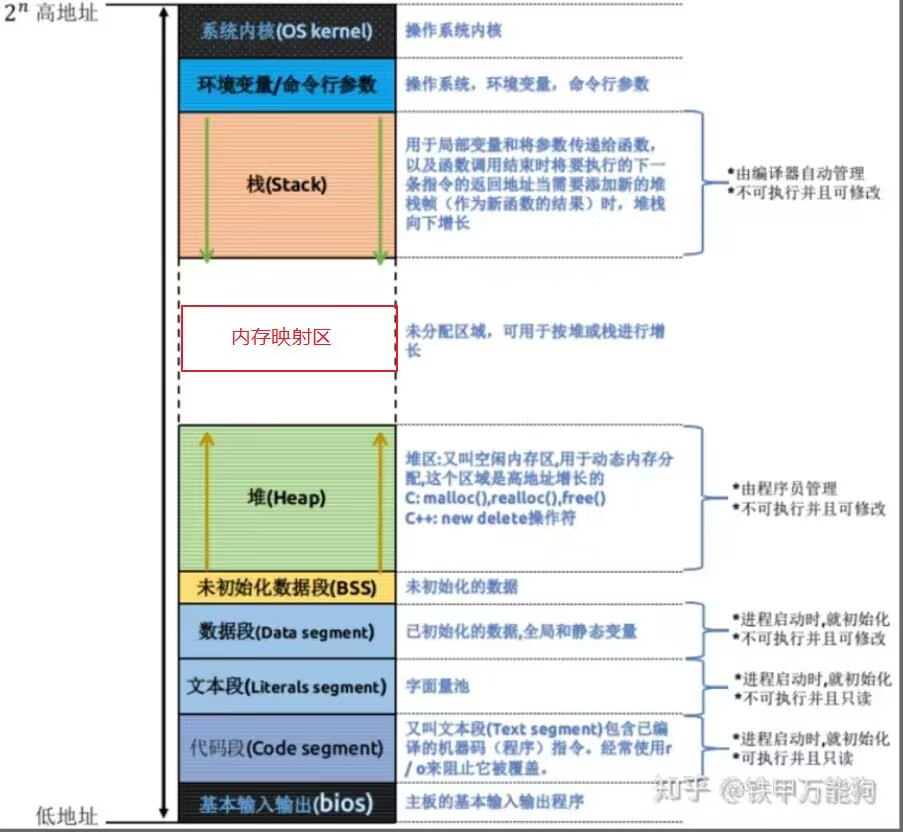 2ⁿ 高地址
系统内核(OS kernel)
操作系统内核
环境变量/命令行参数
操作系统，环境变量，命令行参数
栈(Stack)
用于局部变量和将参数传递给函数，
以及函数调用结束时将要执行的下一
条指令的返回地址当需要添加新的堆
栈帧（作为新函数的结果）时，堆栈
向下增长
*由编译器自动管理
*不可执行并且可修改
内存映射区
未分配区域，可用于按堆或栈进行增
长
堆(Heap)
堆区:又叫空闲内存区,用于动态内存分
配,这个区域是高地址增长的
C: malloc(),realloc(),free()
C++: new delete操作符
*由程序员管理
*不可执行并且可修改
未初始化数据段(BSS)
未初始化的数据
数据段(Data segment)
已初始化的数据,全局和静态变量
*进程启动时,就初始化
*不可执行并且可修改
文本段(Literals segment)
字面量池
*进程启动时,就初始化
*不可执行并且只读
代码段(Code segment)
又叫文本段(Text segment)包含已编
译的机器码（程序）指令。经常使用r
/ o来阻止它被覆盖。
*进程启动时,就初始化
*可执行并且只读
基本输入输出(bios)
主板的基本输入输出程序
低地址
知乎 @铁甲万能狗